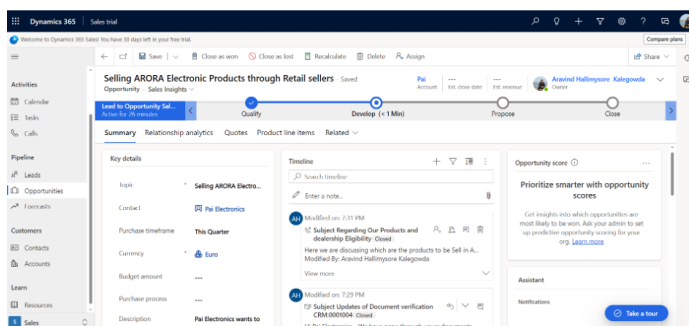 Dynamics 365 Sales trial
Welcome to Dynamics 365 Sales! You have 30 days left in your free trial. Compare plans
Save Close as won Close as lost Recalculate Delete Assign Share
Selling ARORA Electronic Products through Retail sellers - Saved
Opportunity · Sales Insights
Pai
Account
---
Est. close date
---
Est. revenue
Aravind Hallimysore Kalegowda
Owner
Lead to Opportunity Sal...
Active for 76 minutes
Qualify
Develop (< 1 Min)
Propose
Close
Summary Relationship analytics Quotes Product line items Related
Activities
Calendar
Tasks
Calls
Pipeline
Leads
Opportunities
Forecasts
Customers
Contacts
Accounts
Learn
Resources
S Sales
Key details
Topic * Selling ARORA Electro...
Contact Pai Electronics
Purchase timeframe This Quarter
Currency * Euro
Budget amount ---
Purchase process ---
Description Pai Electronics wants to
Timeline
Search timeline
Enter a note...
AH Modified on: 7:31 PM
Subject Regarding Our Products and
dealership Eligibility Closed
Here we are discussing which are the products to be Sell in A...
Modified By: Aravind Hallimysore Kalegowda
View more
AH Modified on: 7:29 PM
Subject Updates of Document verification
CRM:0001004 Closed
Opportunity score
Prioritize smarter with opportunity
scores
Get insights into which opportunities are
most likely to be won. Ask your admin to set
up predictive opportunity scoring for your
org. Learn more
Assistant
Notifications
Take a tour